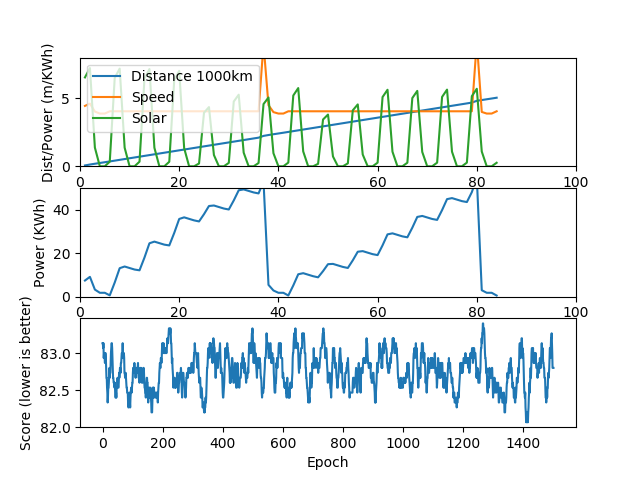 Dist/Power (m/KWh)
5
0
Distance 1000km
Speed
Solar
0 20 40 60 80 100
Power (KWh)
40
20
0
0 20 40 60 80 100
Score (lower is better)
83.0
82.5
82.0
0 200 400 600 800 1000 1200 1400
Epoch